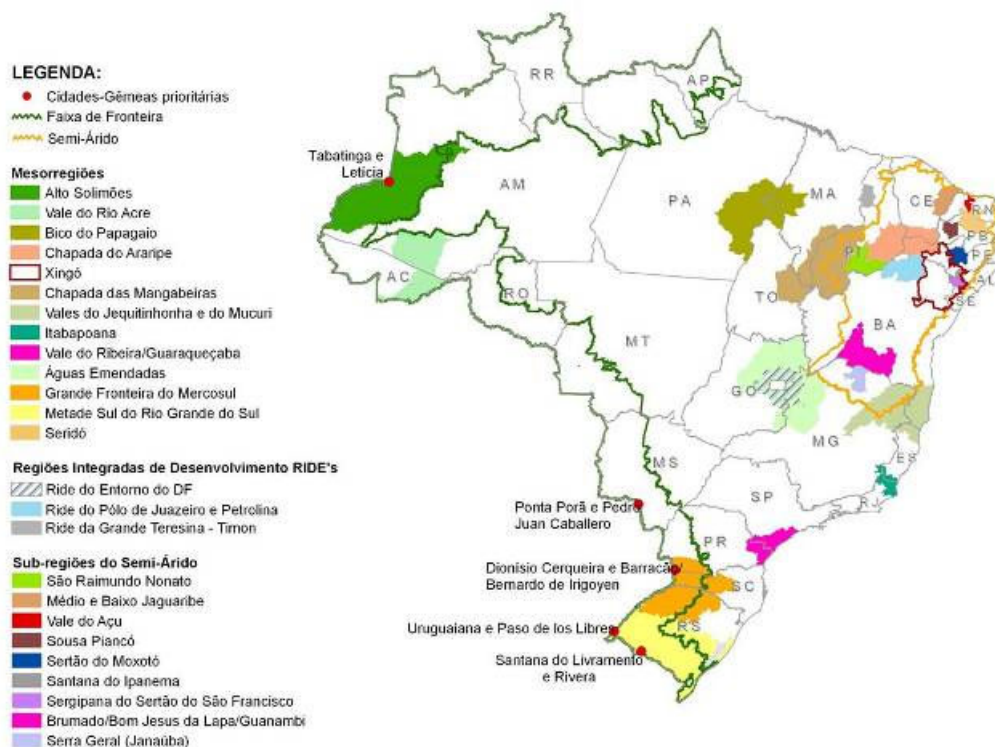 LEGENDA:
Cidades-Gêmeas prioritárias
Faixa de Fronteira
Semi-Árido
Mesorregiões
Alto Solimões
Vale do Rio Acre
Bico do Papagaio
Chapada do Araripe
Xingó
Chapada das Mangabeiras
Vales do Jequitinhonha e do Mucuri
Itabapoana
Vale do Ribeira/Guaraqueçaba
Águas Emendadas
Grande Fronteira do Mercosul
Metade Sul do Rio Grande do Sul
Seridó
Regiões Integradas de Desenvolvimento RIDE's
Ride do Entorno do DF
Ride do Pólo de Juazeiro e Petrolina
Ride da Grande Teresina - Timon
Sub-regiões do Semi-Árido
São Raimundo Nonato
Médio e Baixo Jaguaribe
Vale do Açu
Sousa Piancó
Sertão do Moxotó
Santana do Ipanema
Sergipana do Sertão do São Francisco
Brumado/Bom Jesus da Lapa/Guanambi
Serra Geral (Janaúba)
RR
AP
Tabatinga e
Letícia
AM
PA
MA
CE
RN
PB
PE
AL
SE
PI
AC
RO
TO
BA
MT
GO
MG
ES
MS
SP
RJ
Ponta Porã e Pedro
Juan Caballero
PR
Dionísio Cerqueira e Barracão/
Bernardo de Irigoyen
SC
Uruguaiana e Paso de los Libres
RS
Santana do Livramento
e Rivera